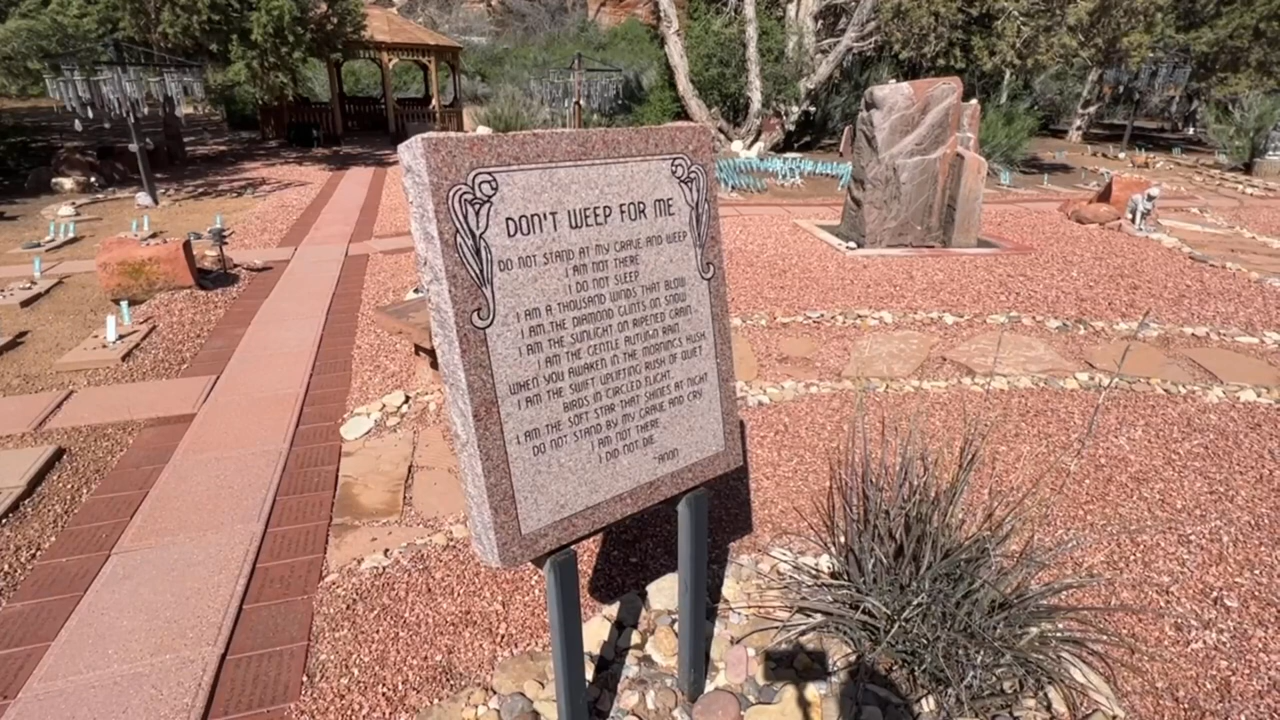 DON'T WEEP FOR ME
DO NOT STAND AT MY GRAVE AND WEEP
I AM NOT THERE
I DO NOT SLEEP
I AM A THOUSAND WINDS THAT BLOW
I AM THE DIAMOND GLINTS ON SNOW
I AM THE SUNLIGHT ON RIPENED GRAIN
I AM THE GENTLE AUTUMN RAIN
WHEN YOU AWAKEN IN THE MORNINGS HUSH
I AM THE SWIFT UPLIFTING RUSH OF QUIET
BIRDS IN CIRCLED FLIGHT
I AM THE SOFT STAR THAT SHINES AT NIGHT
DO NOT STAND BY MY GRAVE AND CRY
I AM NOT THERE
I DID NOT DIE
~ANON